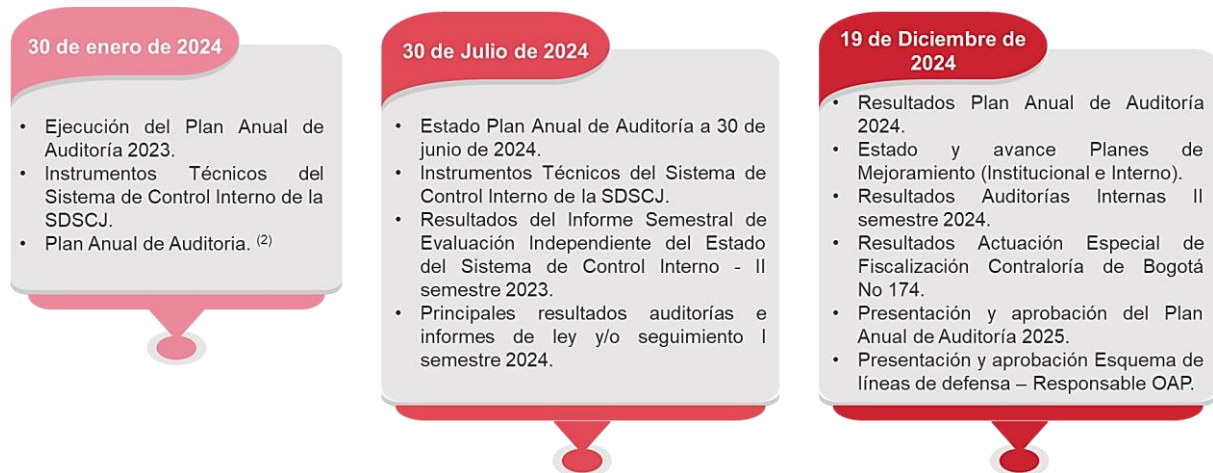 30 de enero de 2024
• Ejecución del Plan Anual de
Auditoría 2023.
• Instrumentos Técnicos del
Sistema de Control Interno de la
SDSCJ.
• Plan Anual de Auditoria. (2)
30 de Julio de 2024
• Estado Plan Anual de Auditoría a 30 de
junio de 2024.
• Instrumentos Técnicos del Sistema de
Control Interno de la SDSCJ.
• Resultados del Informe Semestral de
Evaluación Independiente del Estado
del Sistema de Control Interno - II
semestre 2023.
• Principales resultados auditorías e
informes de ley y/o seguimiento I
semestre 2024.
19 de Diciembre de
2024
• Resultados Plan Anual de Auditoría
2024.
• Estado y avance Planes de
Mejoramiento (Institucional e Interno).
• Resultados Auditorías Internas II
semestre 2024.
• Resultados Actuación Especial de
Fiscalización Contraloría de Bogotá
No 174.
• Presentación y aprobación del Plan
Anual de Auditoría 2025.
• Presentación y aprobación Esquema de
líneas de defensa – Responsable OAP.